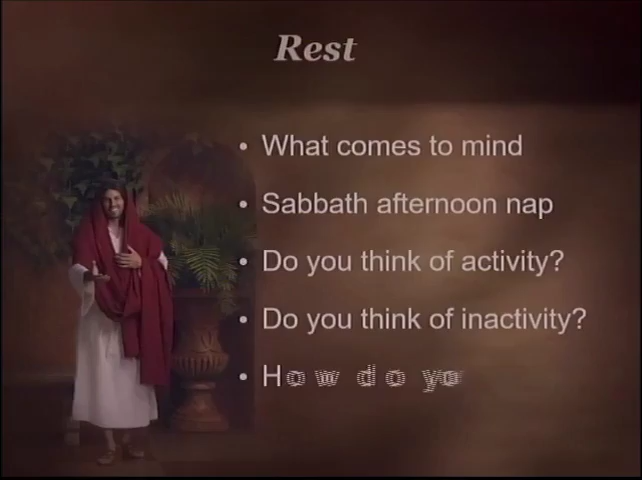 Rest
• What comes to mind
• Sabbath afternoon nap
• Do you think of activity?
• Do you think of inactivity?
• How do yo